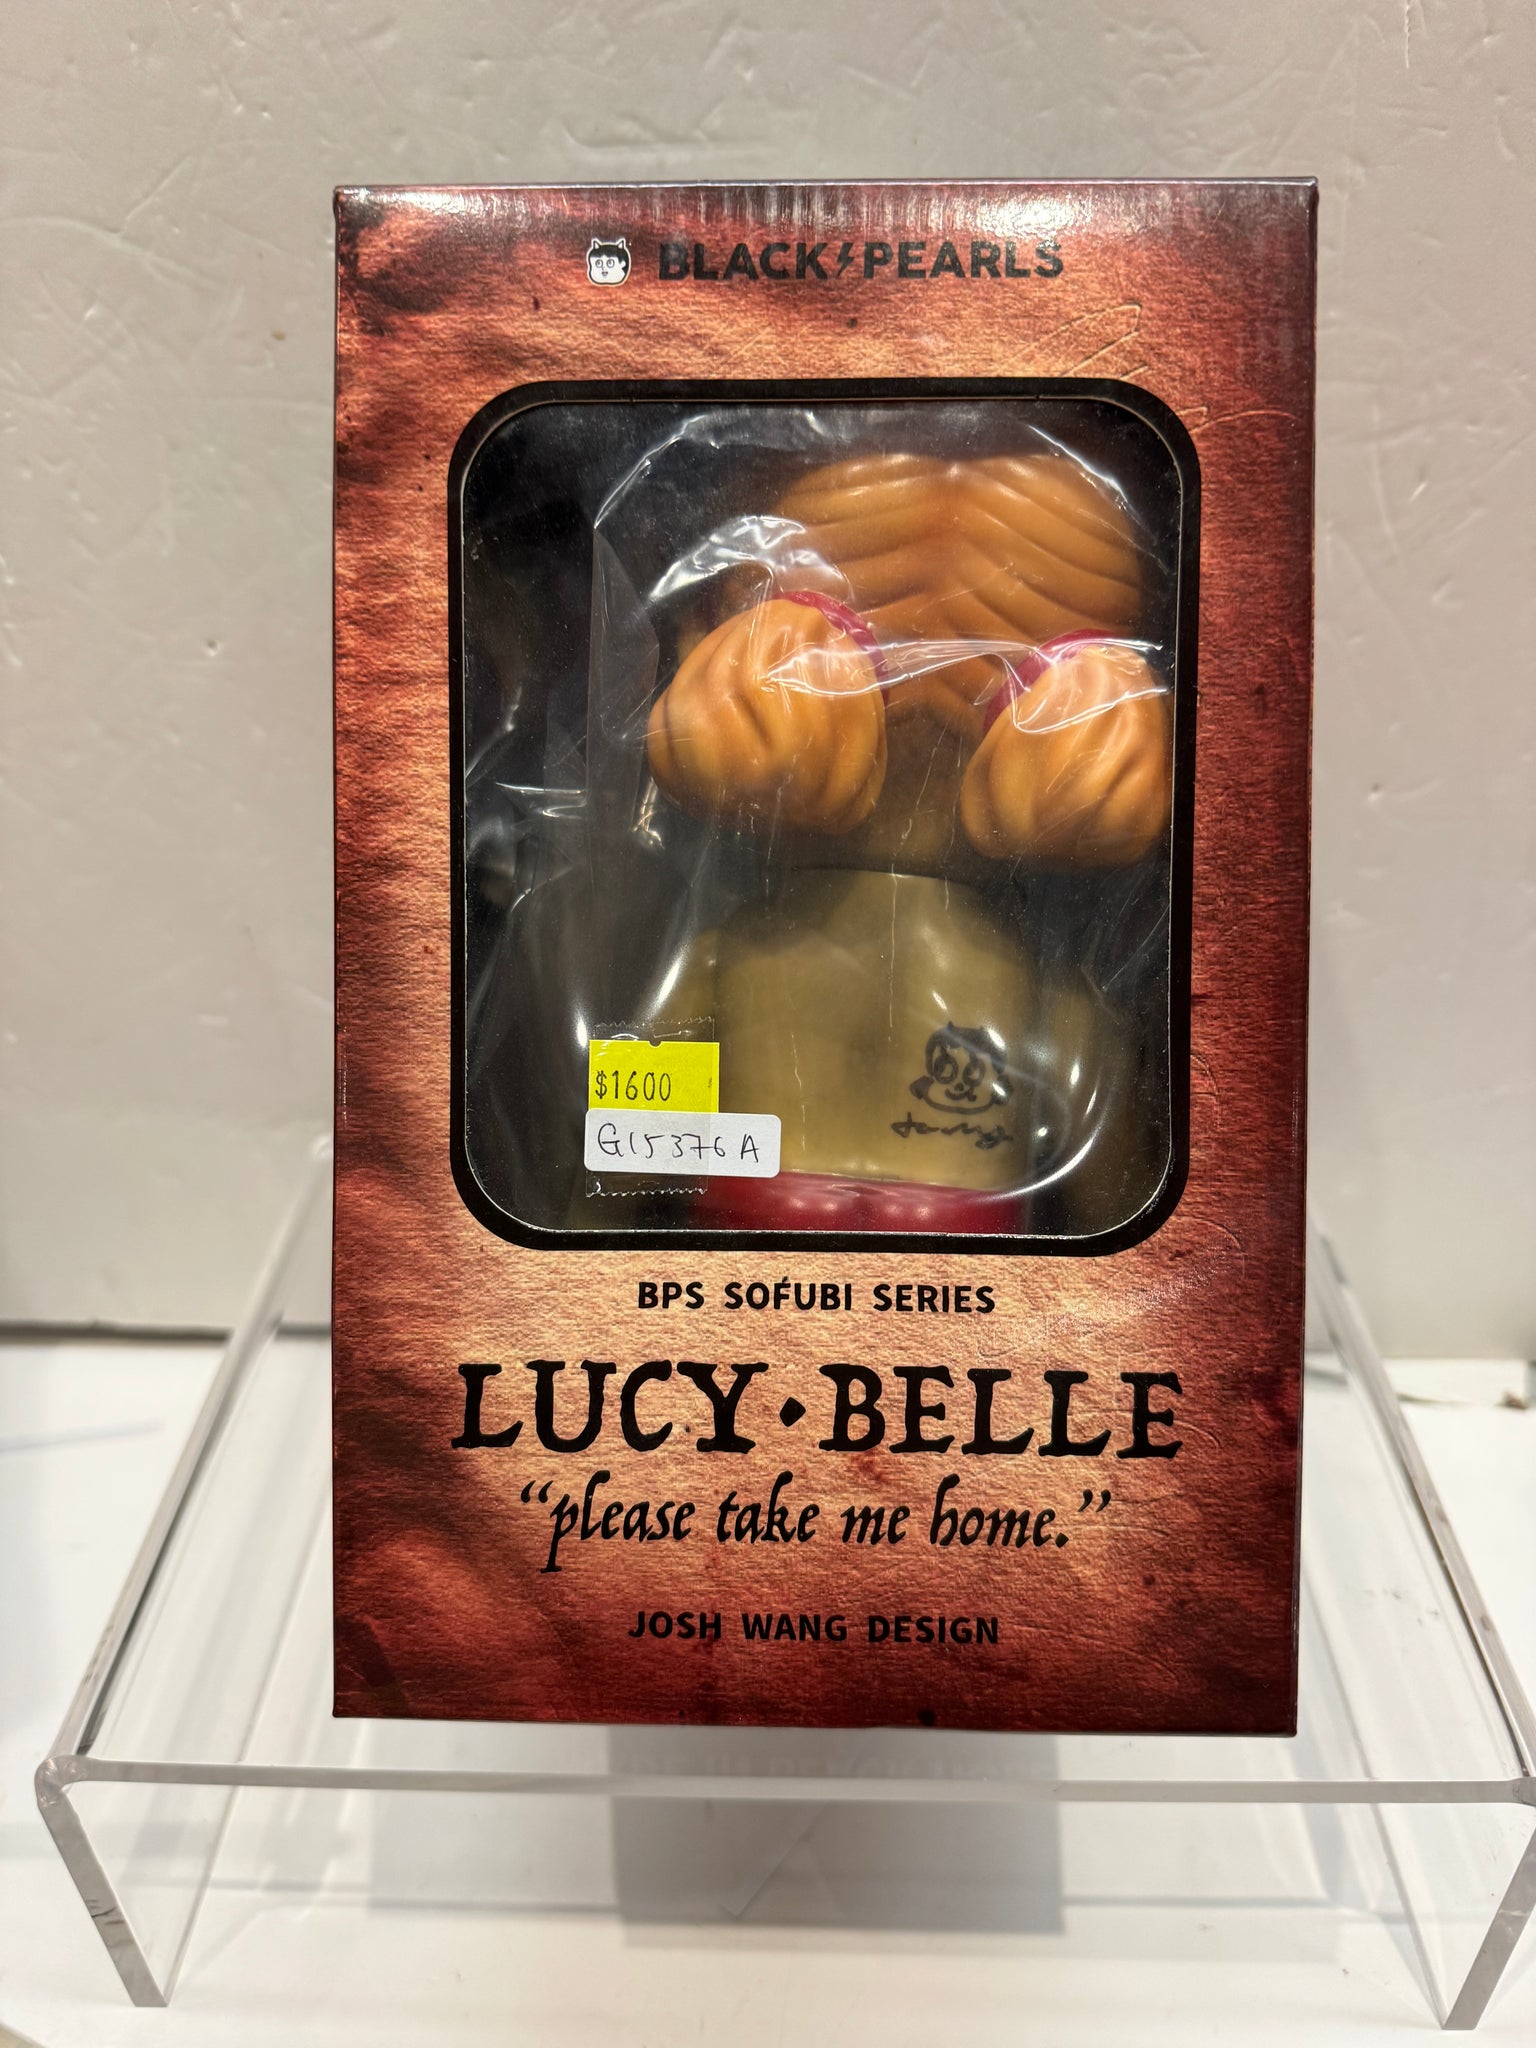 BLACK⚡PEARLS
$1600
G15376A
BPS SOFUBI SERIES
LUCY·BELLE
“please take me home.”
JOSH WANG DESIGN